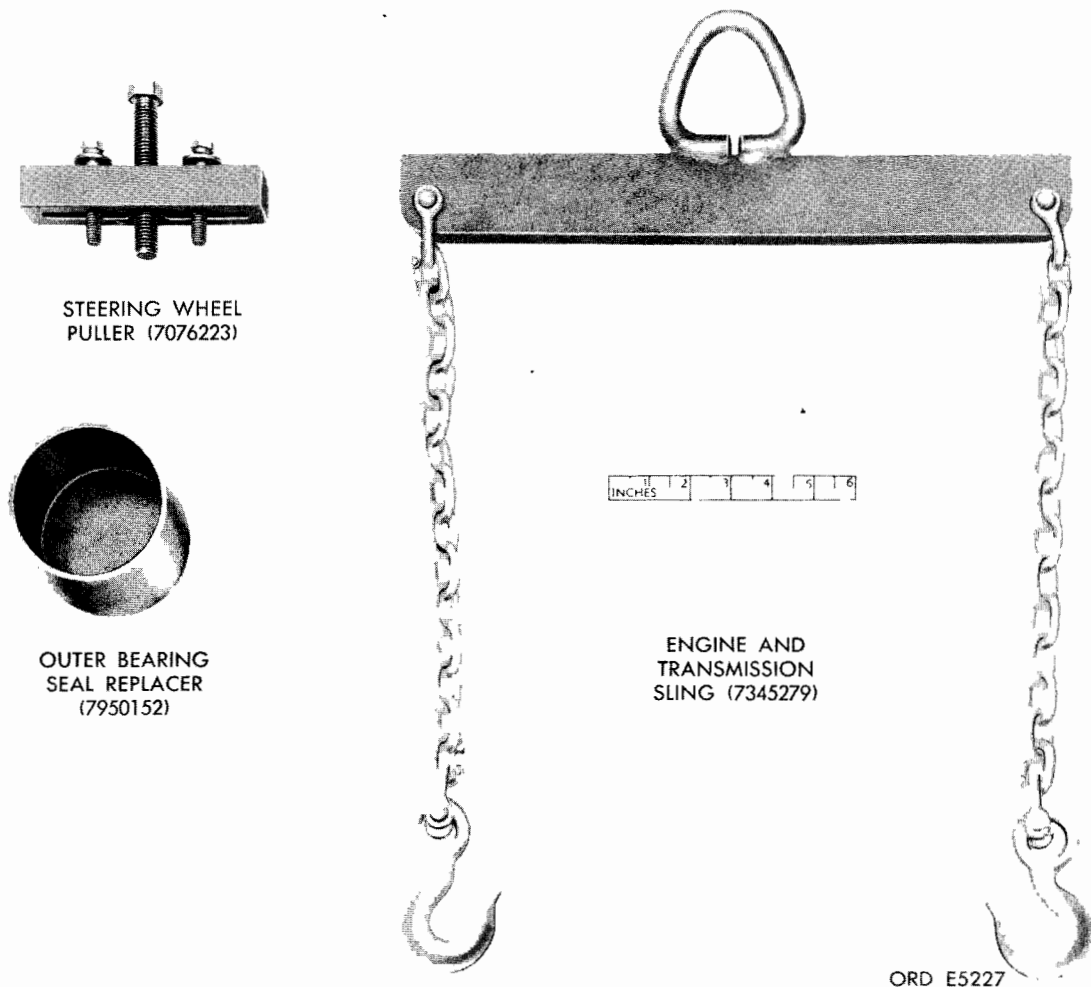 STEERING WHEEL
PULLER (7076223)
OUTER BEARING
SEAL REPLACER
(7950152)
1 2 3 4 5 6
INCHES
ENGINE AND
TRANSMISSION
SLING (7345279)
ORD E5227